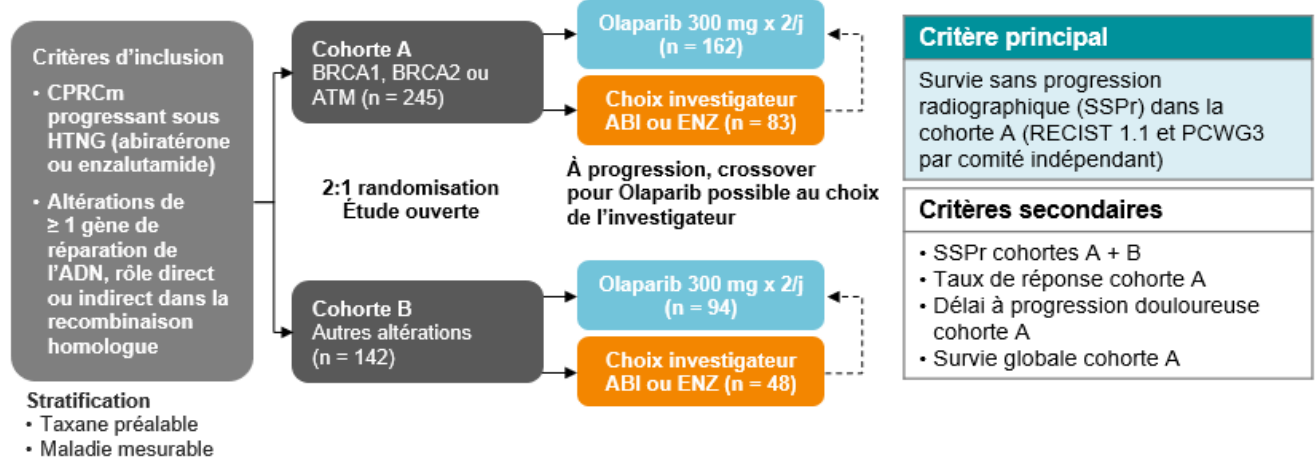 Critères d’inclusion
• CPRCm
progressant sous
HTNG (abiratérone
ou enzalutamide)
• Altérations de
≥ 1 gène de
réparation de
l’ADN, rôle direct
ou indirect dans la
recombinaison
homologue
Stratification
• Taxane préalable
• Maladie mesurable
Cohorte A
BRCA1, BRCA2 ou
ATM (n = 245)
2:1 randomisation
Étude ouverte
Cohorte B
Autres altérations
(n = 142)
Olaparib 300 mg x 2/j
(n = 162)
Choix investigateur
ABI ou ENZ (n = 83)
À progression, crossover
pour Olaparib possible au choix
de l’investigateur
Olaparib 300 mg x 2/j
(n = 94)
Choix investigateur
ABI ou ENZ (n = 48)
Critère principal
Survie sans progression
radiographique (SSPr) dans la
cohorte A (RECIST 1.1 et PCWG3
par comité indépendant)
Critères secondaires
• SSPr cohortes A + B
• Taux de réponse cohorte A
• Délai à progression douloureuse
cohorte A
• Survie globale cohorte A